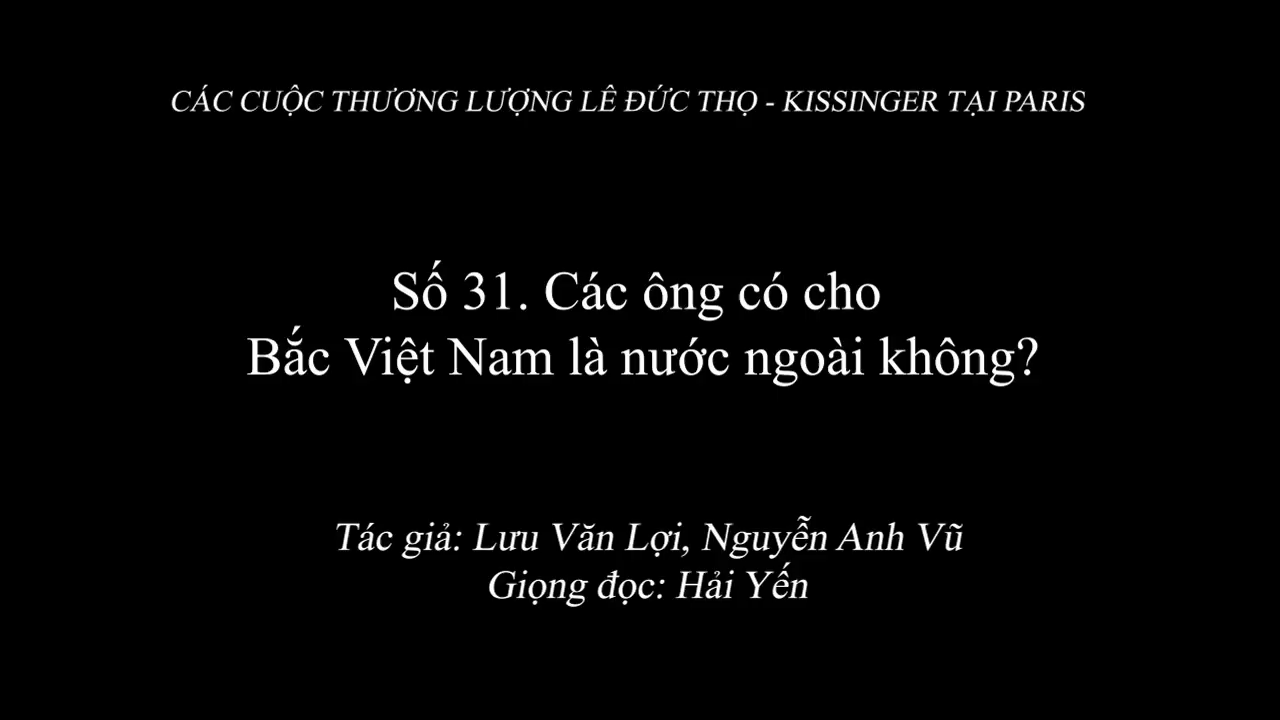 CÁC CUỘC THƯƠNG LƯỢNG LÊ ĐỨC THỌ - KISSINGER TẠI PARIS
Số 31. Các ông có cho
Bắc Việt Nam là nước ngoài không?
Tác giả: Lưu Văn Lợi, Nguyễn Anh Vũ
Giọng đọc: Hải Yến